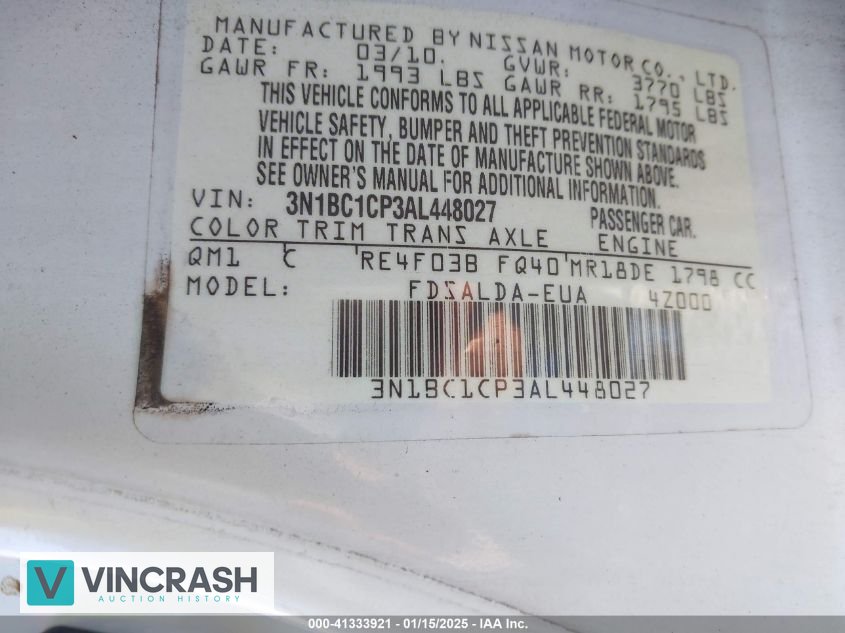 MANUFACTURED BY NISSAN MOTOR CO., LTD.
DATE: 03/10. GVWR: 3770 LBS
GAWR FR: 1993 LBS GAWR RR: 1795 LBS
THIS VEHICLE CONFORMS TO ALL APPLICABLE FEDERAL MOTOR
VEHICLE SAFETY, BUMPER AND THEFT PREVENTION STANDARDS
IN EFFECT ON THE DATE OF MANUFACTURE SHOWN ABOVE.
SEE OWNER'S MANUAL FOR ADDITIONAL INFORMATION.
VIN: 3N1BC1CP3AL448027 PASSENGER CAR.
COLOR TRIM TRANS AXLE ENGINE
QM1 C RE4F03B FQ40 MR18DE 1798 CC
MODEL: FDSALDA-EUA 4Z000
3N1BC1CP3AL448027
VINCRASH
AUCTION HISTORY
000-41333921 - 01/15/2025 - IAA Inc.